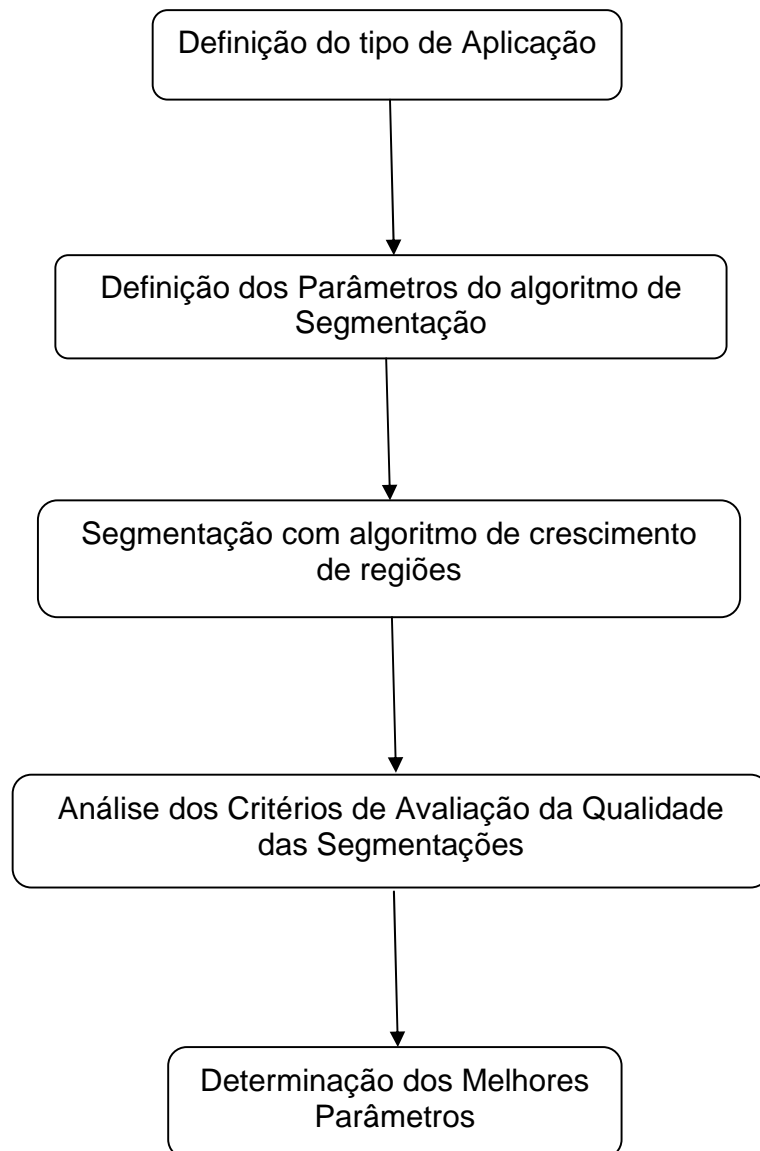 Definição do tipo de Aplicação
Definição dos Parâmetros do algoritmo de
Segmentação
Segmentação com algoritmo de crescimento
de regiões
Análise dos Critérios de Avaliação da Qualidade
das Segmentações
Determinação dos Melhores
Parâmetros